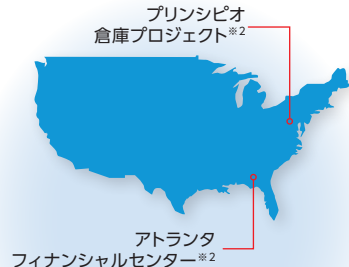 プリンシピオ
倉庫プロジェクト※2
アトランタ
フィナンシャルセンター※2